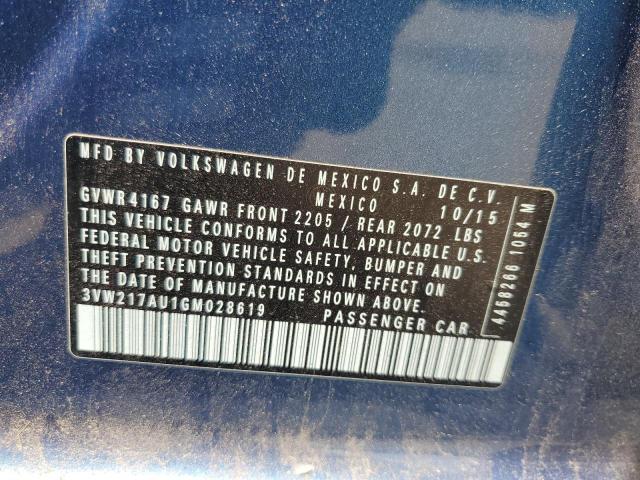 MFD BY VOLKSWAGEN DE MEXICO S.A. DE C.V.
MEXICO 10/15
GVWR4167 GAWR FRONT 2205 / REAR 2072 LBS
THIS VEHICLE CONFORMS TO ALL APPLICABLE U.S.
FEDERAL MOTOR VEHICLE SAFETY, BUMPER AND
THEFT PREVENTION STANDARDS IN EFFECT ON
THE DATE OF MANUFACTURE SHOWN ABOVE.
3VW217AU1GM028619 PASSENGER CAR
4468266 1064 M